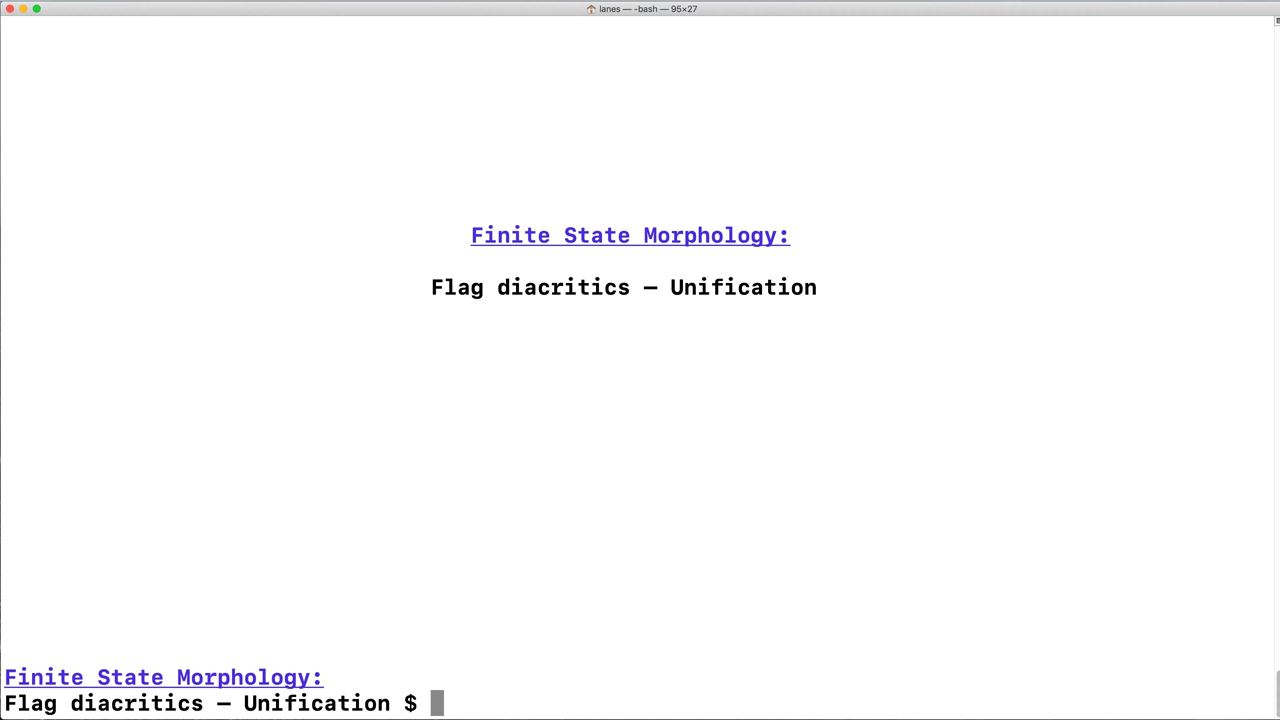 lanes — -bash — 95×27
Finite State Morphology:
Flag diacritics — Unification
Finite State Morphology:
Flag diacritics — Unification $